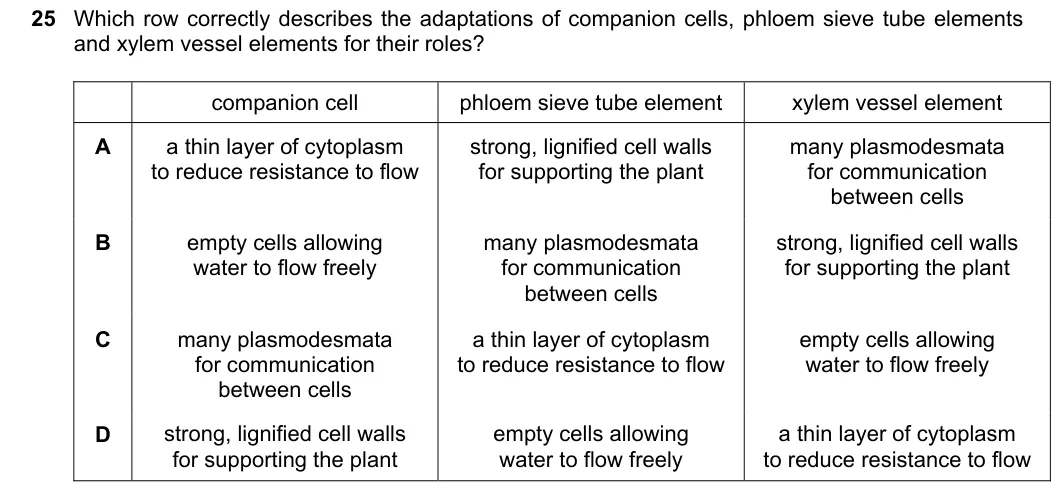 25 Which row correctly describes the adaptations of companion cells, phloem sieve tube elements
and xylem vessel elements for their roles?
companion cell phloem sieve tube element xylem vessel element
A a thin layer of cytoplasm strong, lignified cell walls many plasmodesmata
to reduce resistance to flow for supporting the plant for communication
between cells
B empty cells allowing many plasmodesmata strong, lignified cell walls
water to flow freely for communication for supporting the plant
between cells
C many plasmodesmata a thin layer of cytoplasm empty cells allowing
for communication to reduce resistance to flow water to flow freely
between cells
D strong, lignified cell walls empty cells allowing a thin layer of cytoplasm
for supporting the plant water to flow freely to reduce resistance to flow